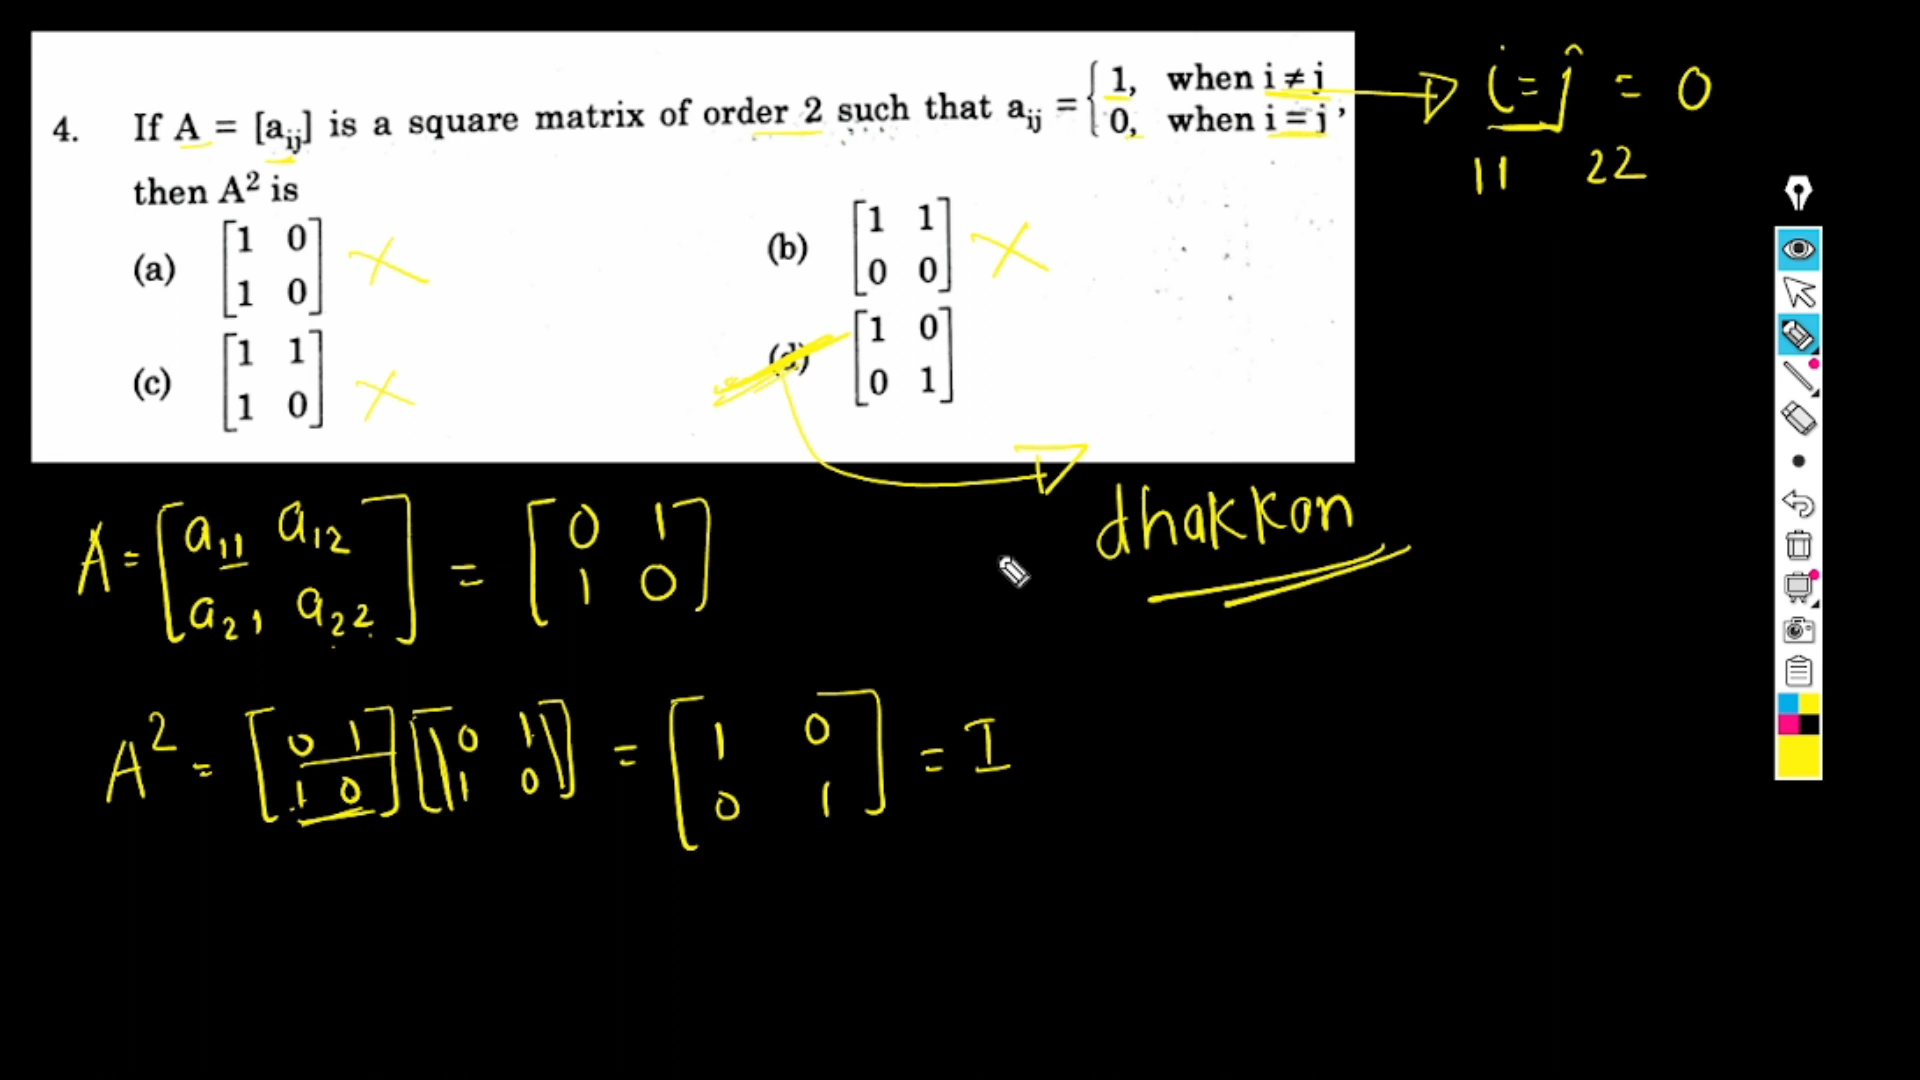 4. If A = [aij] is a square matrix of order 2 such that aij = { 1, when i ≠ j
0, when i = j ,
then A² is
(a) [1 0
1 0]
(b) [1 1
0 0]
(c) [1 1
1 0]
(d) [1 0
0 1]
i = j = 0
11 22
dhakkan
A = [a11 a12
a21 a22] = [0 1
1 0]
A² = [0 1
1 0] [0 1
1 0] = [1 0
0 1] = I